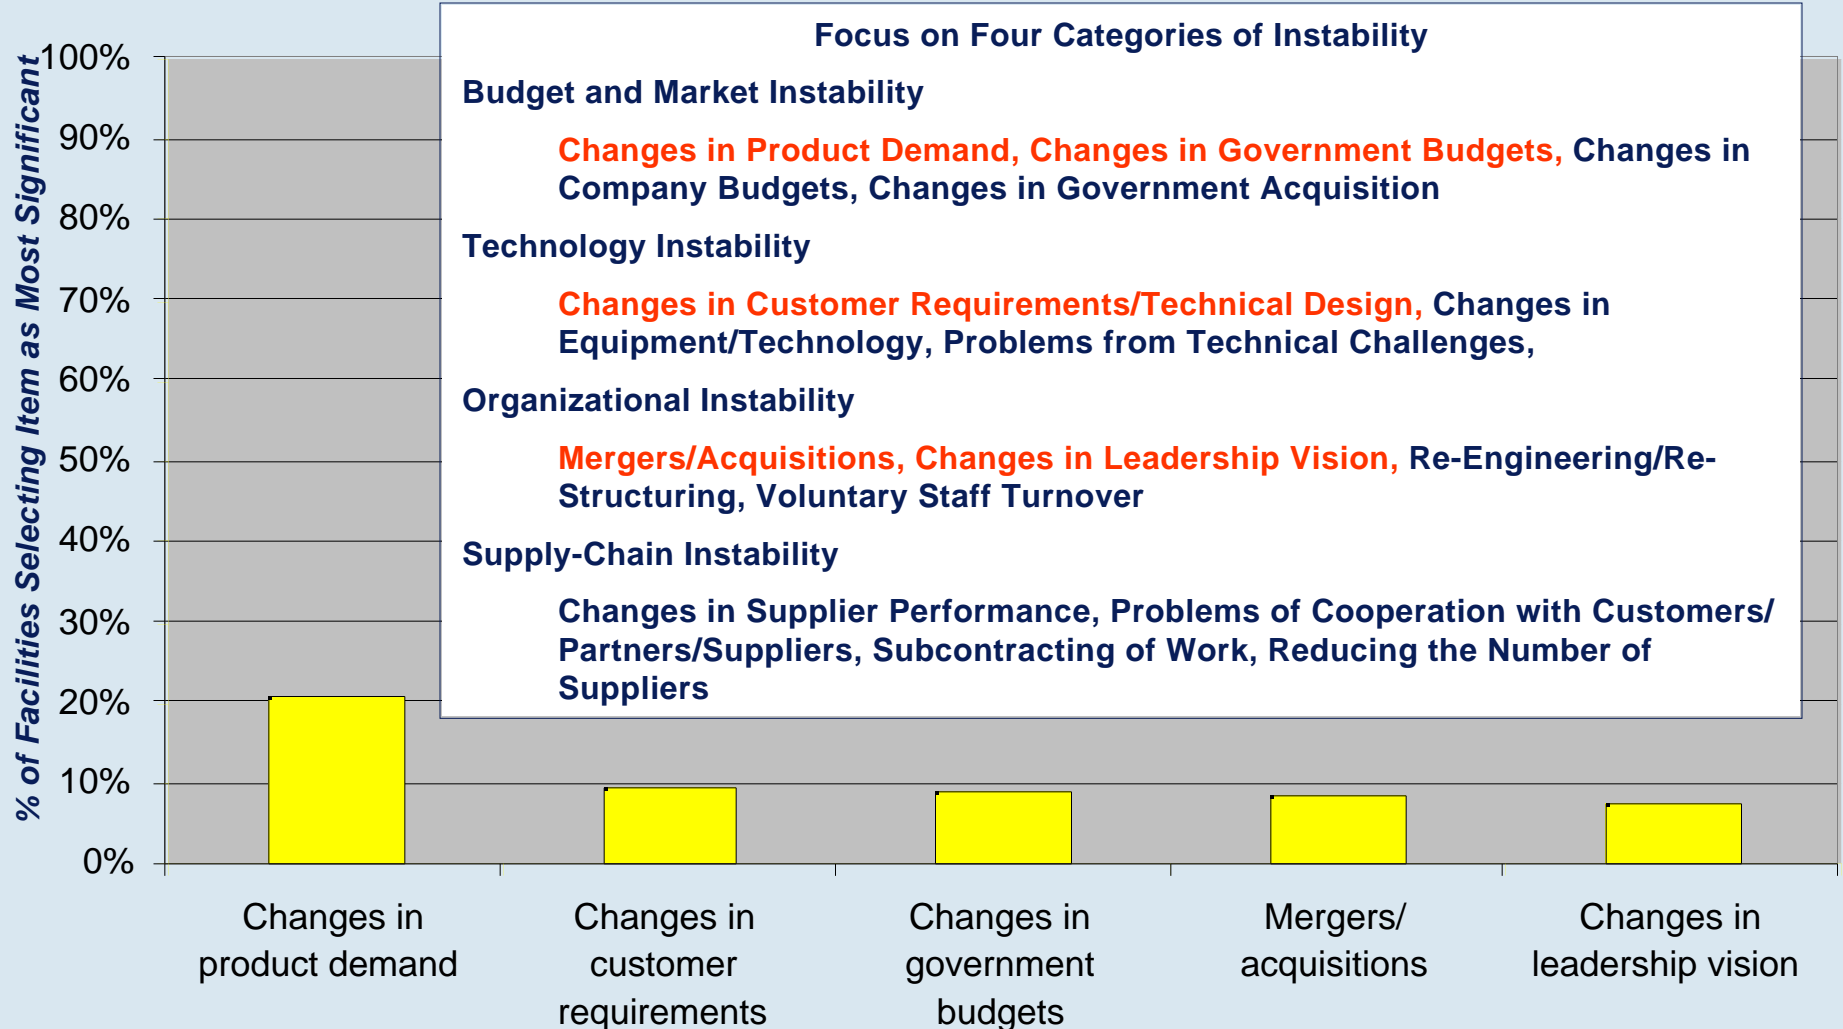 Focus on Four Categories of Instability
Budget and Market Instability
Changes in Product Demand, Changes in Government Budgets, Changes in
Company Budgets, Changes in Government Acquisition
Technology Instability
Changes in Customer Requirements/Technical Design, Changes in
Equipment/Technology, Problems from Technical Challenges,
Organizational Instability
Mergers/Acquisitions, Changes in Leadership Vision, Re-Engineering/Re-
Structuring, Voluntary Staff Turnover
Supply-Chain Instability
Changes in Supplier Performance, Problems of Cooperation with Customers/
Partners/Suppliers, Subcontracting of Work, Reducing the Number of
Suppliers
% of Facilities Selecting Item as Most Significant
100%
90%
80%
70%
60%
50%
40%
30%
20%
10%
0%
Changes in
product demand
Changes in
customer
requirements
Changes in
government
budgets
Mergers/
acquisitions
Changes in
leadership vision